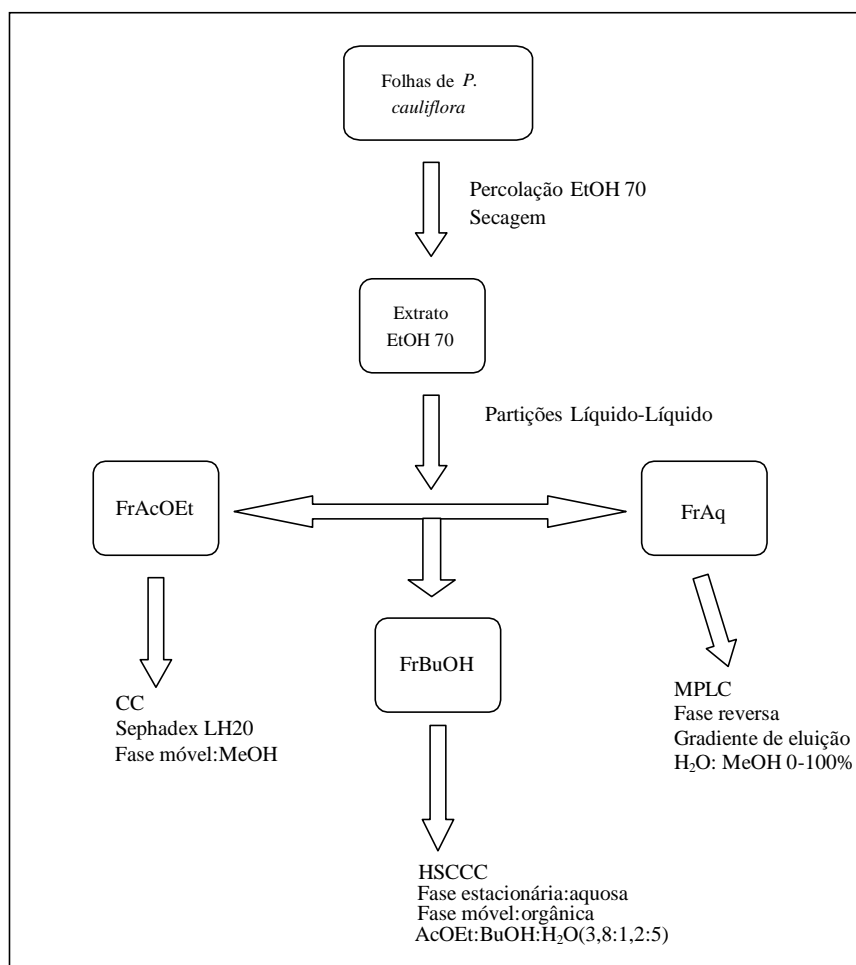 Folhas de P.
cauliflora
Percolação EtOH 70
Secagem
Extrato
EtOH 70
Partições Líquido-Líquido
FrAcOEt
FrAq
FrBuOH
CC
Sephadex LH20
Fase móvel:MeOH
MPLC
Fase reversa
Gradiente de eluição
H₂O: MeOH 0-100%
HSCCC
Fase estacionária:aquosa
Fase móvel:orgânica
AcOEt:BuOH:H₂O(3,8:1,2:5)